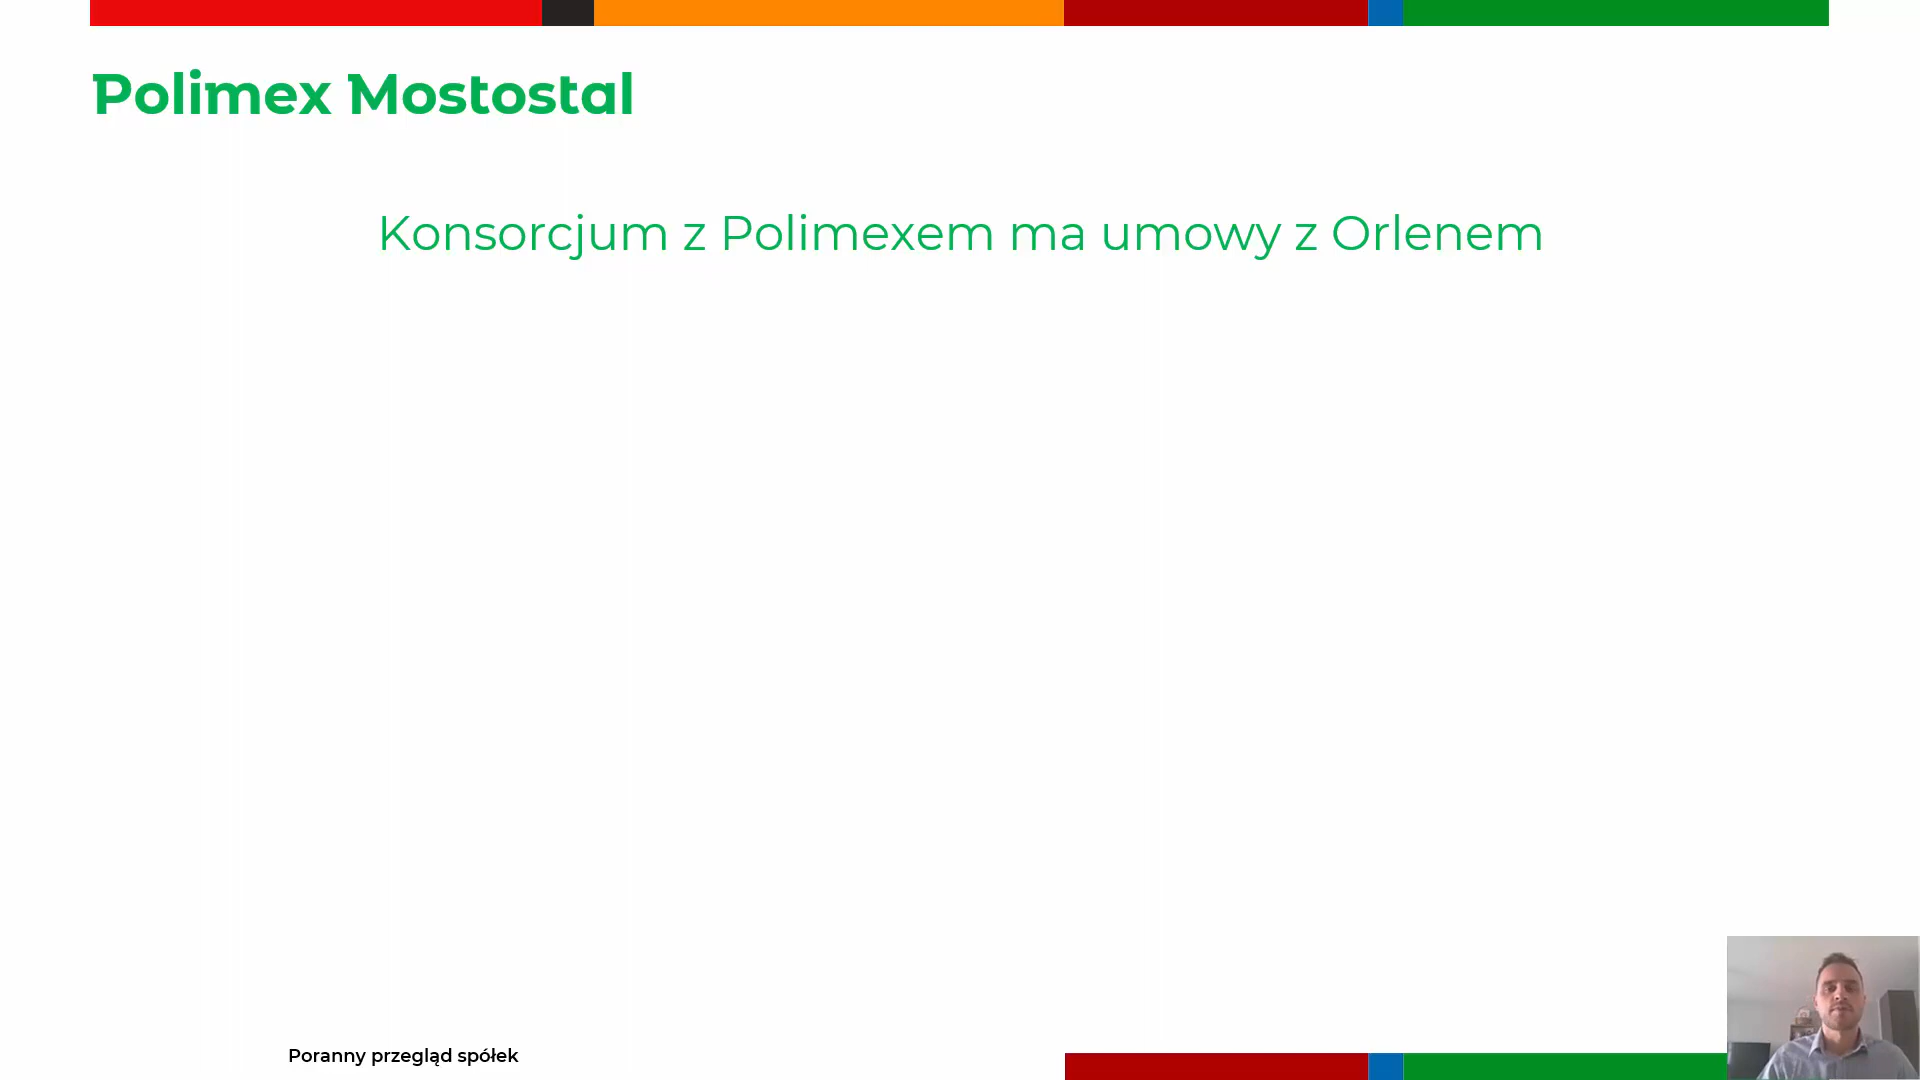 Polimex Mostostal
Konsorcjum z Polimexem ma umowy z Orlenem
Poranny przegląd spółek